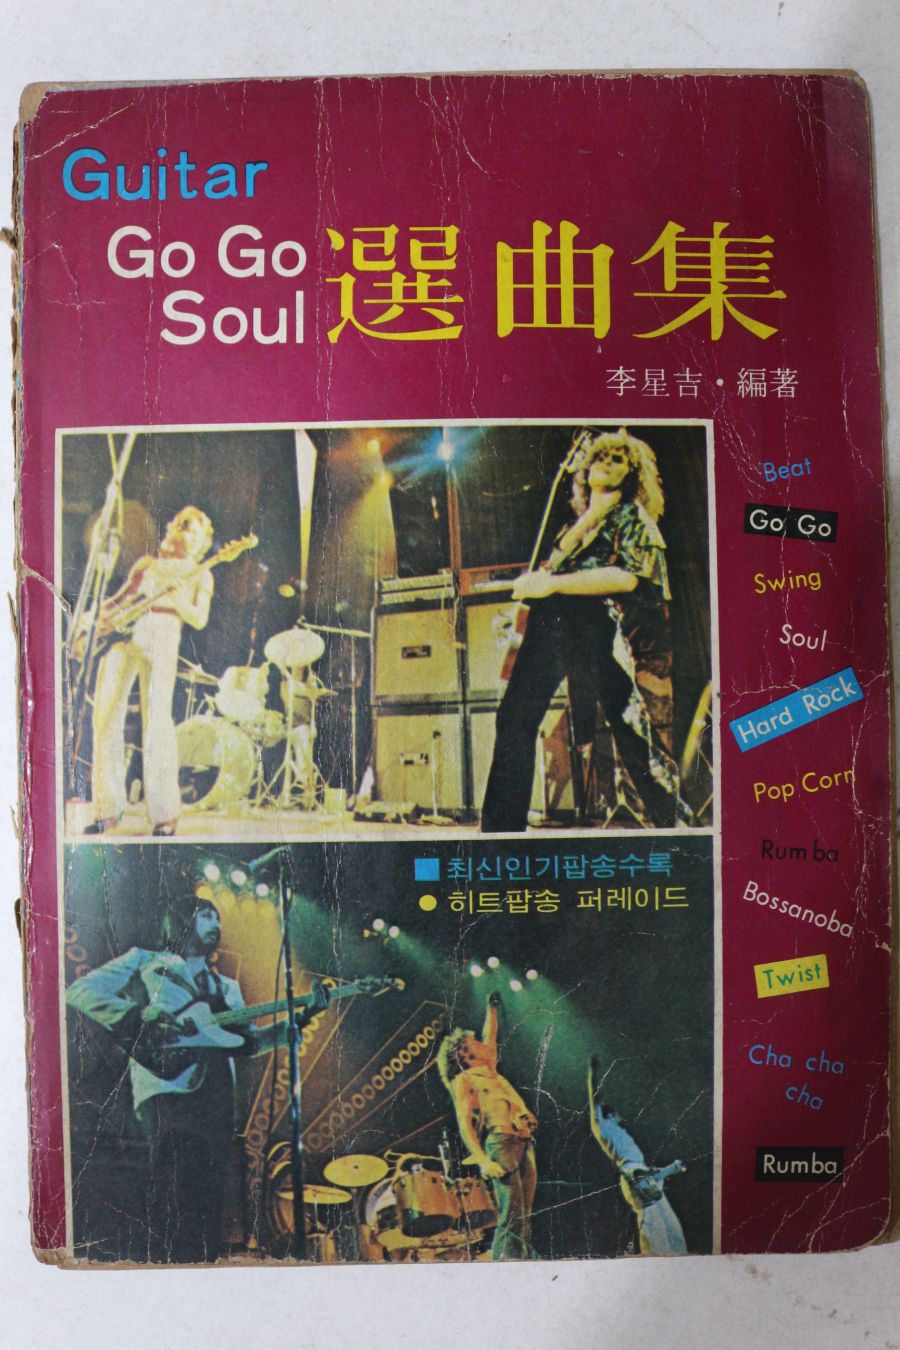 Guitar
Go Go
Soul
選曲集
李星吉・編著
Beat
Go Go
Swing
Soul
Hard Rock
Pop Corn
Rumba
Bossanoba
Twist
Cha cha
cha
Rumba
■ 최신인기팝송수록
● 히트팝송 퍼레이드